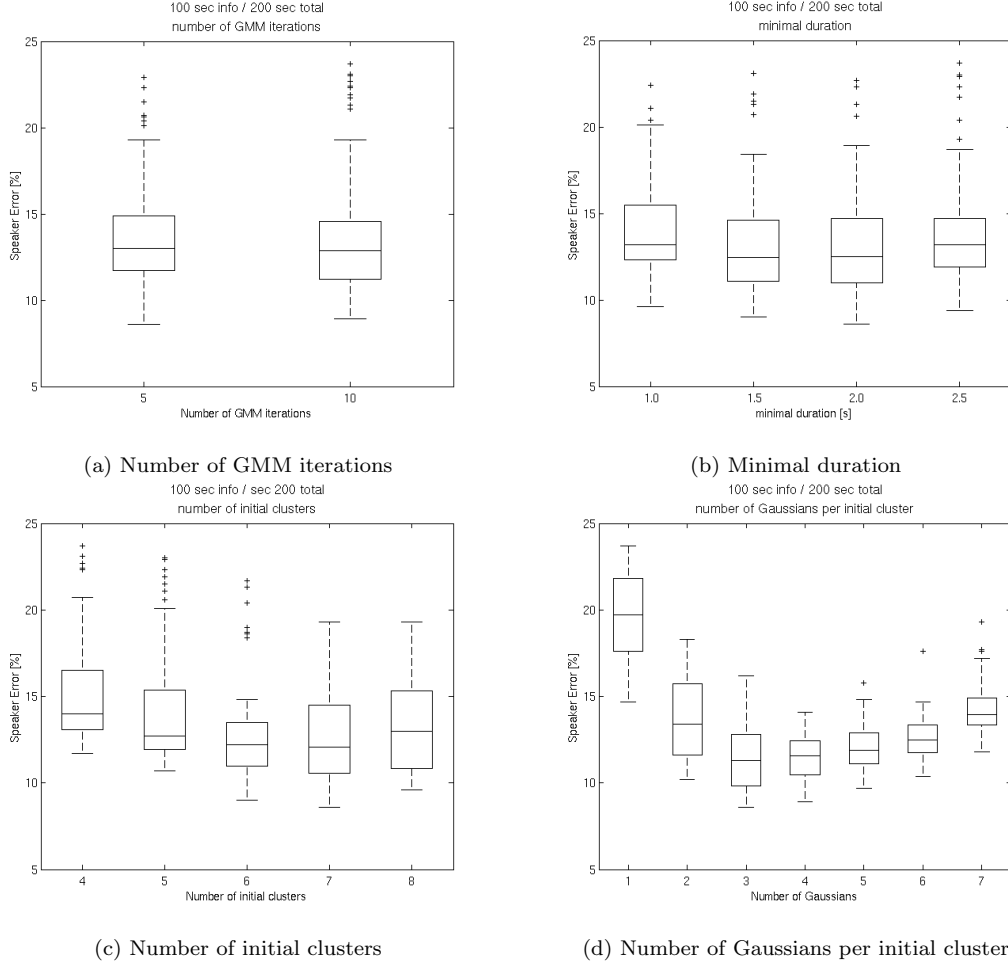 100 sec info / 200 sec total
number of GMM iterations
25
20
15
10
5
Speaker Error [%]
5
10
Number of GMM iterations
(a) Number of GMM iterations
100 sec info / 200 sec total
minimal duration
25
20
15
10
5
Speaker Error [%]
1.0
1.5
2.0
2.5
minimal duration [s]
(b) Minimal duration
100 sec info / sec 200 total
number of initial clusters
25
20
15
10
5
Speaker Error [%]
4
5
6
7
8
Number of initial clusters
(c) Number of initial clusters
100 sec info / 200 sec total
number of Gaussians per initial cluster
25
20
15
10
5
Speaker Error [%]
1
2
3
4
5
6
7
Number of Gaussians
(d) Number of Gaussians per initial cluster